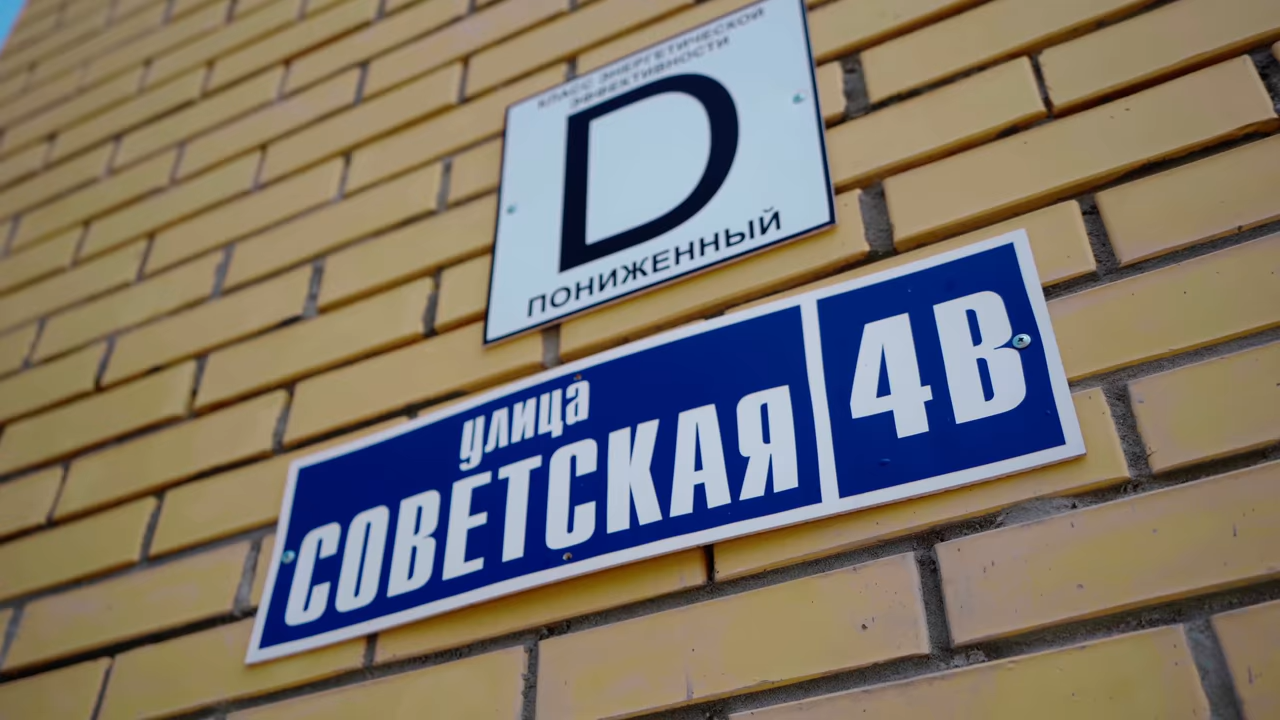 КЛАСС ЭНЕРГЕТИЧЕСКОЙ
ЭФФЕКТИВНОСТИ
D
ПОНИЖЕННЫЙ
улица
СОВЕТСКАЯ
4В